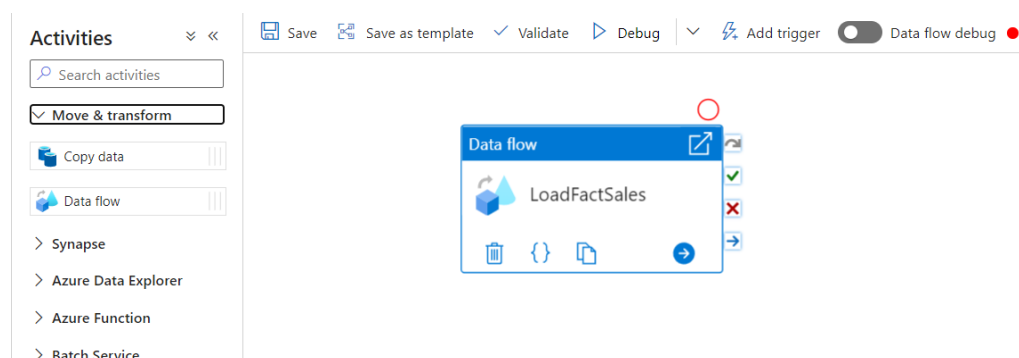 Activities
Save
Save as template
Validate
Debug
Add trigger
Data flow debug
Search activities
Move & transform
Copy data
Data flow
Synapse
Azure Data Explorer
Azure Function
Batch Service
Data flow
LoadFactSales
{}